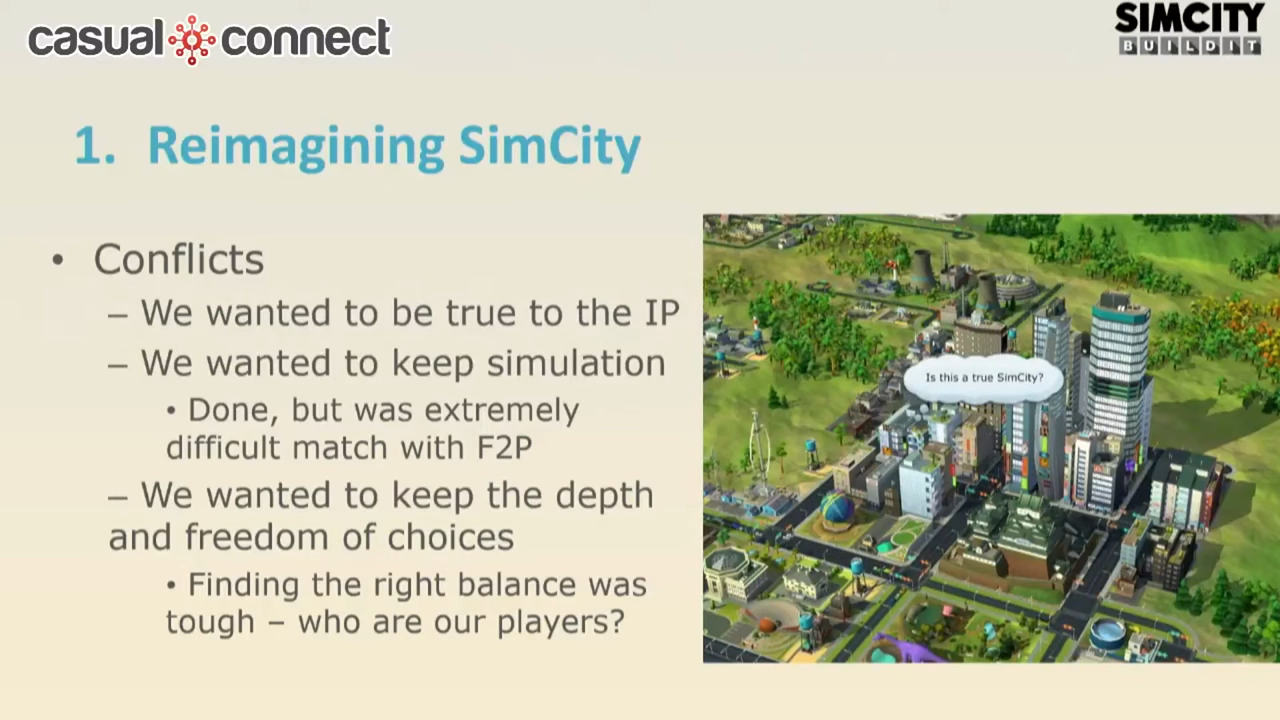 casual connect
SIMCITY
BUILDIT
1. Reimagining SimCity
• Conflicts
– We wanted to be true to the IP
– We wanted to keep simulation
• Done, but was extremely
difficult match with F2P
– We wanted to keep the depth
and freedom of choices
• Finding the right balance was
tough – who are our players?
Is this a true SimCity?